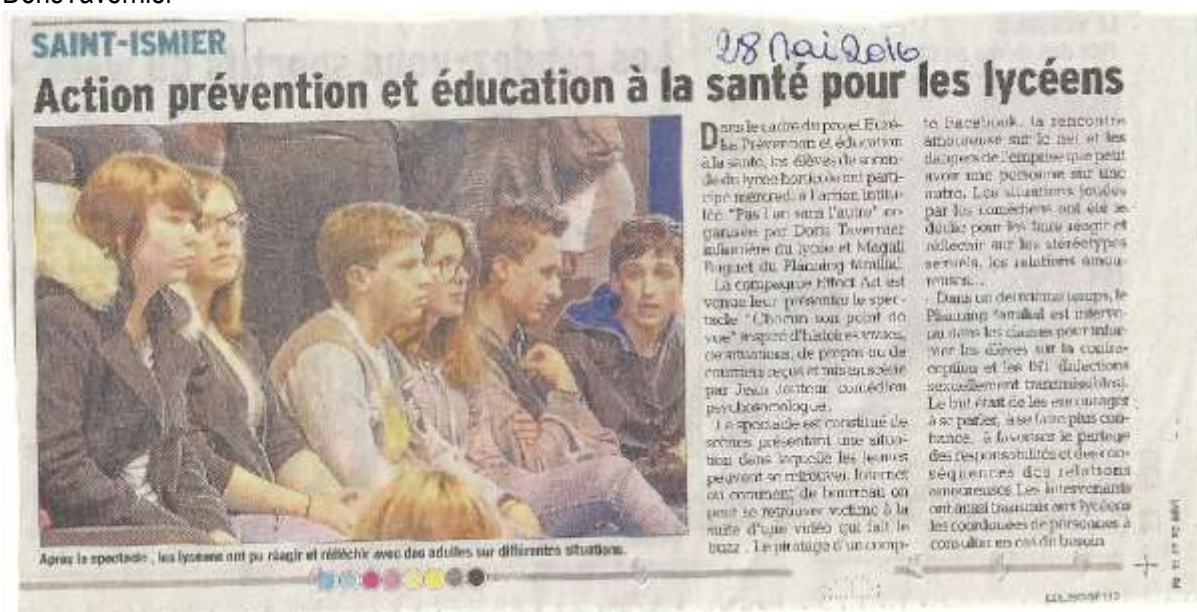 Doris Tavernier
SAINT-ISMIER
28 Mai 2016
Action prévention et éducation à la santé pour les lycéens
Dans le cadre du projet
Prévention et éducation
à la santé, les élèves de secon-
de du lycée horticole ont parti-
cipé mercredi à l'action intitu-
lée "Pas l'un sans l'autre" or-
ganisée par Doris Tavernier
infirmière du lycée et Magali
Huguet du Planning familial.
La compagnie Effect Act est
venue leur présenter le spec-
tacle "Chacun son point de
vue" inspiré d'histoires vraies,
de situations, de propos ou de
courriers reçus et mis en scène
par Jean comédien
Le spectacle est constitué de
scènes présentant une situa-
tion dans laquelle les jeunes
peuvent se retrouver. Internet
ou comment de bourreau on
peut se retrouver victime à la
suite d'une vidéo qui fait le
buzz . Le piratage d'un comp-
te Facebook, la rencontre
amoureuse sur le net et les
dangers de l'emprise que peut
avoir une personne sur une
autre. Les situations jouées
par les comédiens ont été le
déclic pour les faire réagir et
réfléchir sur les stéréotypes
sexuels, les relations amou-
reuses...
Dans un deuxième temps, le
Planning familial est interve-
nu dans les classes pour infor-
mer les élèves sur la contra-
ception et les IST (infections
sexuellement transmissibles).
Le but était de les encourager
à se parler, à se faire plus con-
fiance, à favoriser le partage
des responsabilités et des con-
séquences des relations
amoureuses Les intervenants
ont aussi transmis aux lycéens
les coordonnées de personnes à
consulter en cas de besoin
Après le spectacle , les lycéens ont pu réagir et réfléchir avec des adultes sur différentes situations.